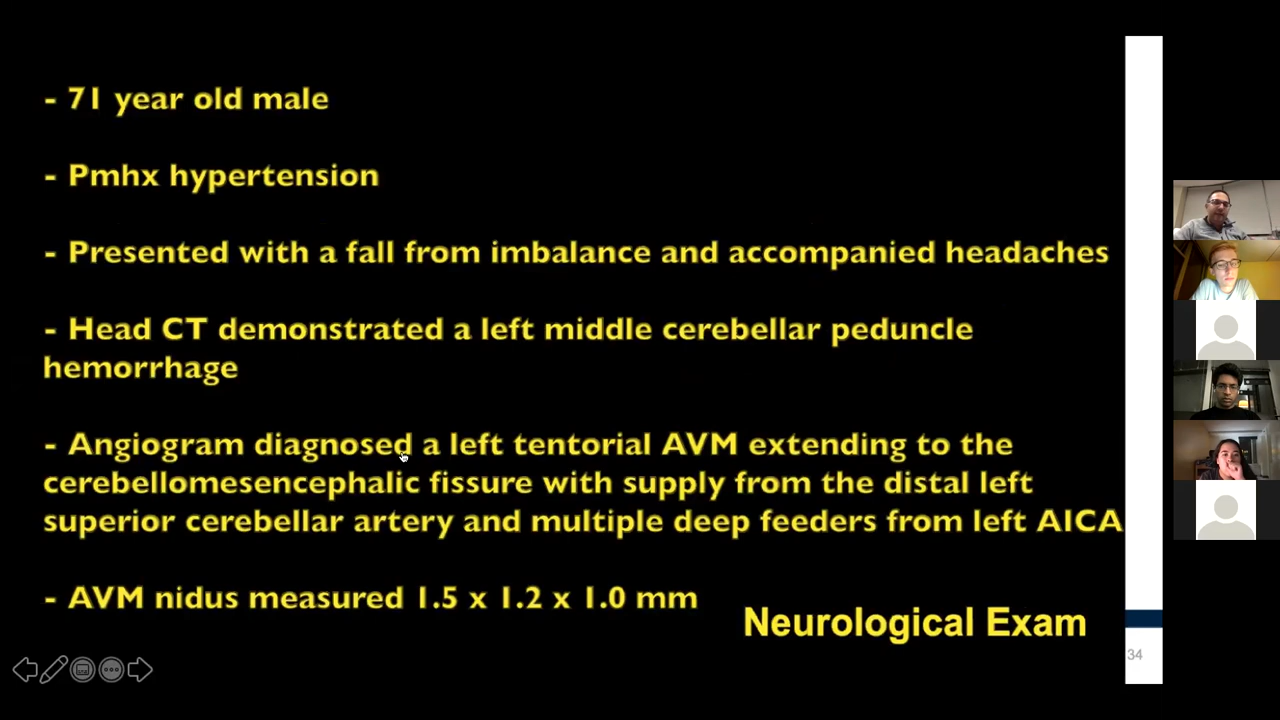 - 71 year old male
- Pmhx hypertension
- Presented with a fall from imbalance and accompanied headaches
- Head CT demonstrated a left middle cerebellar peduncle
hemorrhage
- Angiogram diagnosed a left tentorial AVM extending to the
cerebellomesencephalic fissure with supply from the distal left
superior cerebellar artery and multiple deep feeders from left AICA
- AVM nidus measured 1.5 x 1.2 x 1.0 mm
Neurological Exam
34